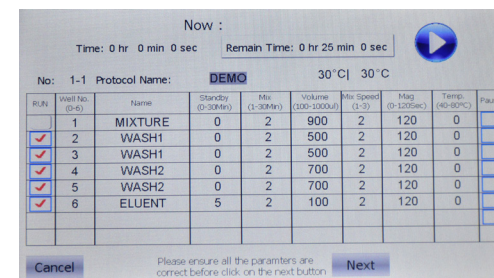 Now :
Time: 0 hr 0 min 0 sec Remain Time: 0 hr 25 min 0 sec
No: 1-1 Protocol Name: DEMO 30°C| 30°C
RUN Well No. (0-6) Name Standby (0-30Min) Mix (1-30Min) Volume (100-1000ul) Mix Speed (1-3) Mag (0-120Sec) Temp. (40-80°C)
1 MIXTURE 0 2 900 2 120 0
2 WASH1 0 2 500 2 120 0
3 WASH1 0 2 500 2 120 0
4 WASH2 0 2 700 2 120 0
5 WASH2 0 2 700 2 120 0
6 ELUENT 5 2 100 2 120 0
Cancel Please ensure all the paramters are Next
correct before click on the next button